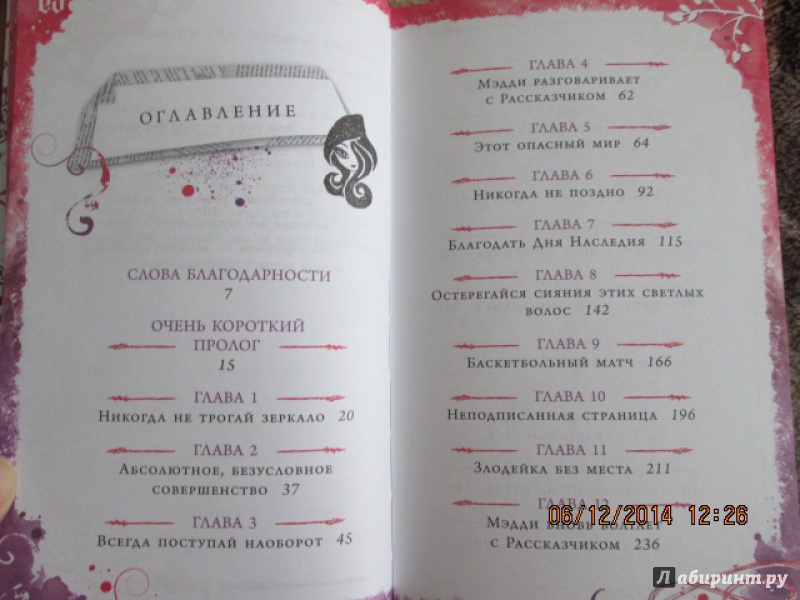 ОГЛАВЛЕНИЕ
СЛОВА БЛАГОДАРНОСТИ
7
ОЧЕНЬ КОРОТКИЙ
ПРОЛОГ
15
ГЛАВА 1
Никогда не трогай зеркало 20
ГЛАВА 2
Абсолютное, безусловное
совершенство 37
ГЛАВА 3
Всегда поступай наоборот 45
ГЛАВА 4
Мэдди разговаривает
с Рассказчиком 62
ГЛАВА 5
Этот опасный мир 64
ГЛАВА 6
Никогда не поздно 92
ГЛАВА 7
Благодать Дня Наследия 115
ГЛАВА 8
Остерегайся сияния этих светлых
волос 142
ГЛАВА 9
Баскетбольный матч 166
ГЛАВА 10
Неподписанная страница 196
ГЛАВА 11
Злодейка без места 211
ГЛАВА 12
Мэдди вновь болтает
с Рассказчиком 236
06/12/2014 12:26
Лабиринт.ру